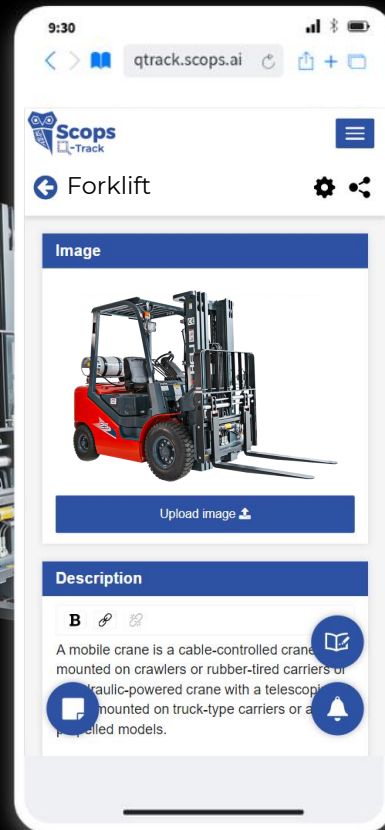 9:30
qtrack.scops.ai
Scops
Q-Track
Forklift
Image
Upload image
Description
B
A mobile crane is a cable-controlled crane
mounted on crawlers or rubber-tired carriers or
hydraulic-powered crane with a telescopi
mounted on truck-type carriers or a
propelled models.